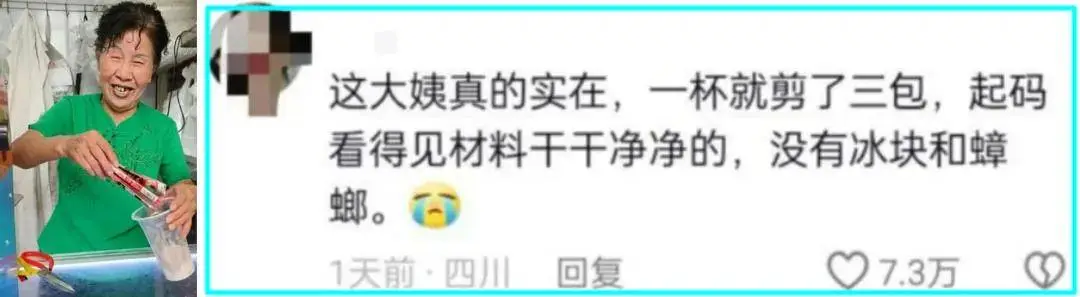 这大姨真的实在，一杯就剪了三包，起码
看得见材料干干净净的，没有冰块和蟑
螂。😭
1天前·四川 回复 7.3万